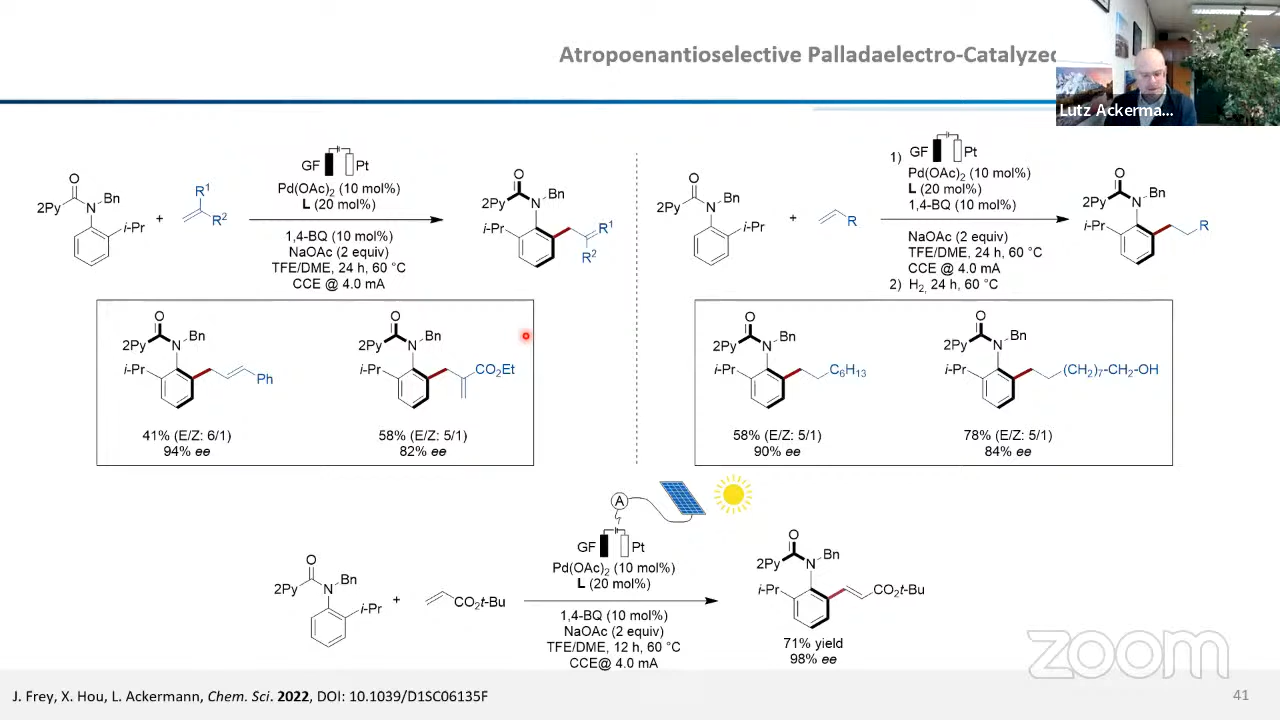 Atropoenantioselective Palladaelectro-Catalyzed
Lutz Ackerma...
GF Pt
Pd(OAc)2 (10 mol%)
L (20 mol%)
1,4-BQ (10 mol%)
NaOAc (2 equiv)
TFE/DME, 24 h, 60 °C
CCE @ 4.0 mA
O
2Py N Bn
i-Pr
+
R1
R2
O
2Py N Bn
i-Pr R1
R2
1) GF Pt
Pd(OAc)2 (10 mol%)
L (20 mol%)
1,4-BQ (10 mol%)
NaOAc (2 equiv)
TFE/DME, 24 h, 60 °C
CCE @ 4.0 mA
2) H2, 24 h, 60 °C
O
2Py N Bn
i-Pr
+
R
O
2Py N Bn
i-Pr R
O
2Py N Bn
i-Pr Ph
41% (E/Z: 6/1)
94% ee
O
2Py N Bn
i-Pr CO2Et
58% (E/Z: 5/1)
82% ee
O
2Py N Bn
i-Pr C6H13
58% (E/Z: 5/1)
90% ee
O
2Py N Bn
i-Pr (CH2)7-CH2-OH
78% (E/Z: 5/1)
84% ee
A
GF Pt
Pd(OAc)2 (10 mol%)
L (20 mol%)
1,4-BQ (10 mol%)
NaOAc (2 equiv)
TFE/DME, 12 h, 60 °C
CCE@ 4.0 mA
O
2Py N Bn
i-Pr
+
CO2t-Bu
O
2Py N Bn
i-Pr CO2t-Bu
71% yield
98% ee
zoom
J. Frey, X. Hou, L. Ackermann, Chem. Sci. 2022, DOI: 10.1039/D1SC06135F
41